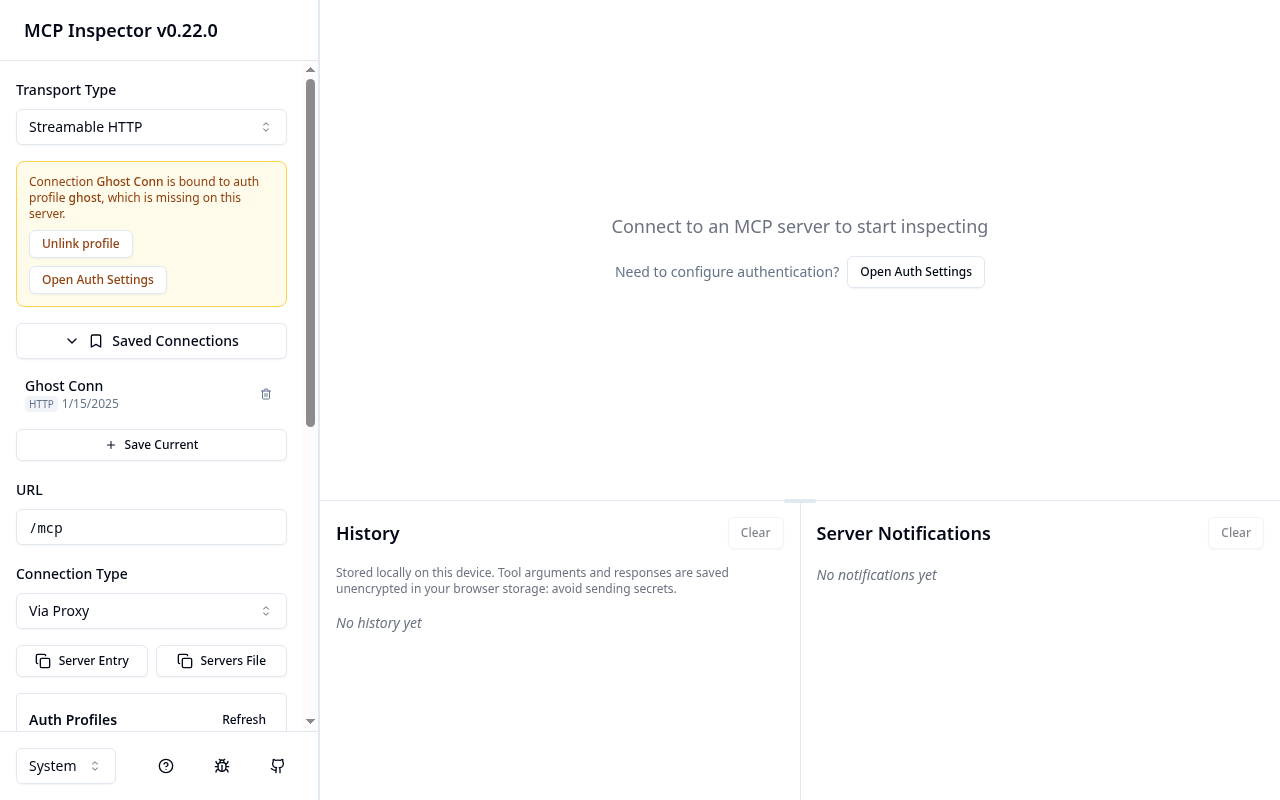 MCP Inspector v0.22.0
Transport Type
Streamable HTTP
Connection Ghost Conn is bound to auth
profile ghost, which is missing on this
server.
Unlink profile
Open Auth Settings
Saved Connections
Ghost Conn
HTTP 1/15/2025
Save Current
URL
/mcp
Connection Type
Via Proxy
Server Entry
Servers File
Auth Profiles
Refresh
System
Connect to an MCP server to start inspecting
Need to configure authentication?
Open Auth Settings
History
Clear
Stored locally on this device. Tool arguments and responses are saved
unencrypted in your browser storage: avoid sending secrets.
No history yet
Server Notifications
Clear
No notifications yet